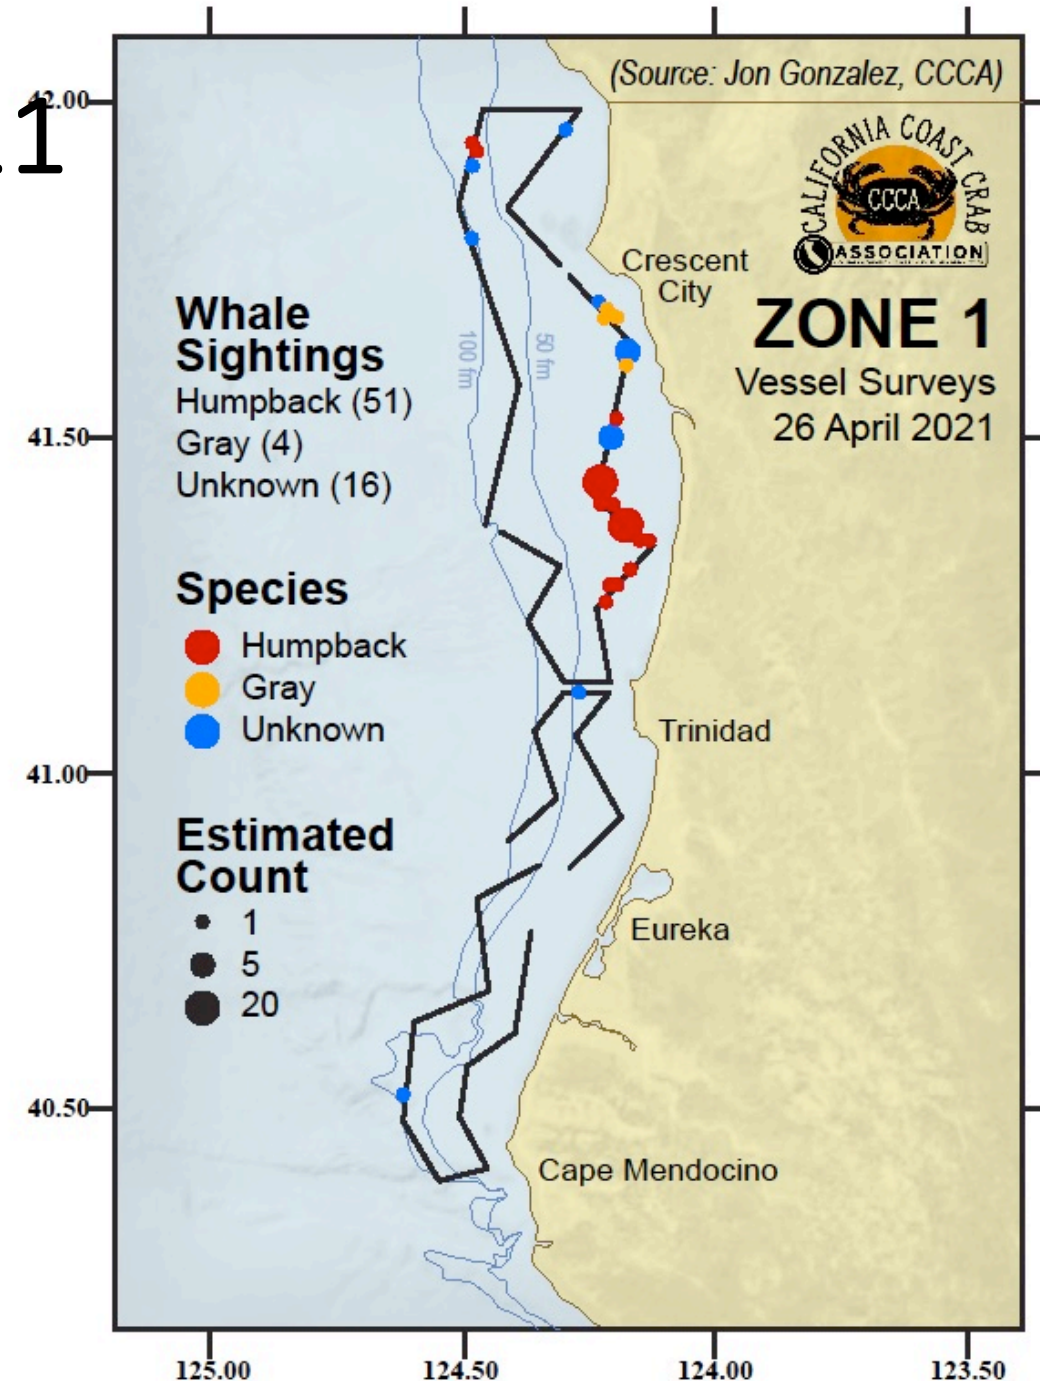 .1
(Source: Jon Gonzalez, CCCA)
42.00
CALIFORNIA COAST CRAB
CCCA
ASSOCIATION
Crescent
City
ZONE 1
Vessel Surveys
26 April 2021
Whale
Sightings
Humpback (51)
Gray (4)
Unknown (16)
100 fm
50 fm
41.50
Species
Humpback
Gray
Unknown
Trinidad
41.00
Estimated
Count
1
5
20
Eureka
40.50
Cape Mendocino
125.00 124.50 124.00 123.50